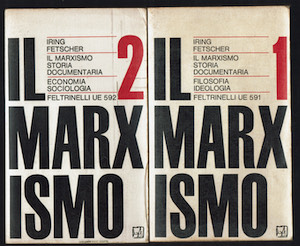 IRING
FETSCHER
IL MARXISMO
STORIA
DOCUMENTARIA
ECONOMIA
SOCIOLOGIA
FELTRINELLI UE 592
2
IL
MARX
ISMO
IRING
FETSCHER
IL MARXISMO
STORIA
DOCUMENTARIA
FILOSOFIA
IDEOLOGIA
FELTRINELLI UE 591
1
IL
MARX
ISMO